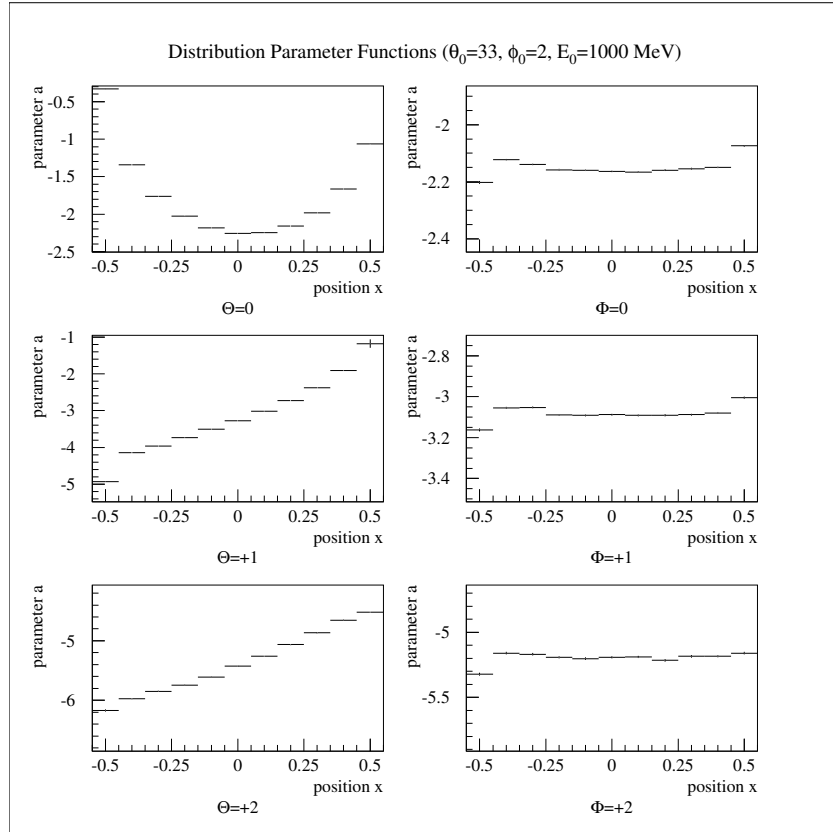 Distribution Parameter Functions (θ0=33, ϕ0=2, E0=1000 MeV)
parameter a
-0.5
-1
-1.5
-2
-2.5
-0.5 -0.25 0 0.25 0.5
position x
Θ=0
parameter a
-2
-2.2
-2.4
-0.5 -0.25 0 0.25 0.5
position x
Φ=0
parameter a
-1
-2
-3
-4
-5
-0.5 -0.25 0 0.25 0.5
position x
Θ=+1
parameter a
-2.8
-3
-3.2
-3.4
-0.5 -0.25 0 0.25 0.5
position x
Φ=+1
parameter a
-5
-6
-0.5 -0.25 0 0.25 0.5
position x
Θ=+2
parameter a
-5
-5.5
-0.5 -0.25 0 0.25 0.5
position x
Φ=+2